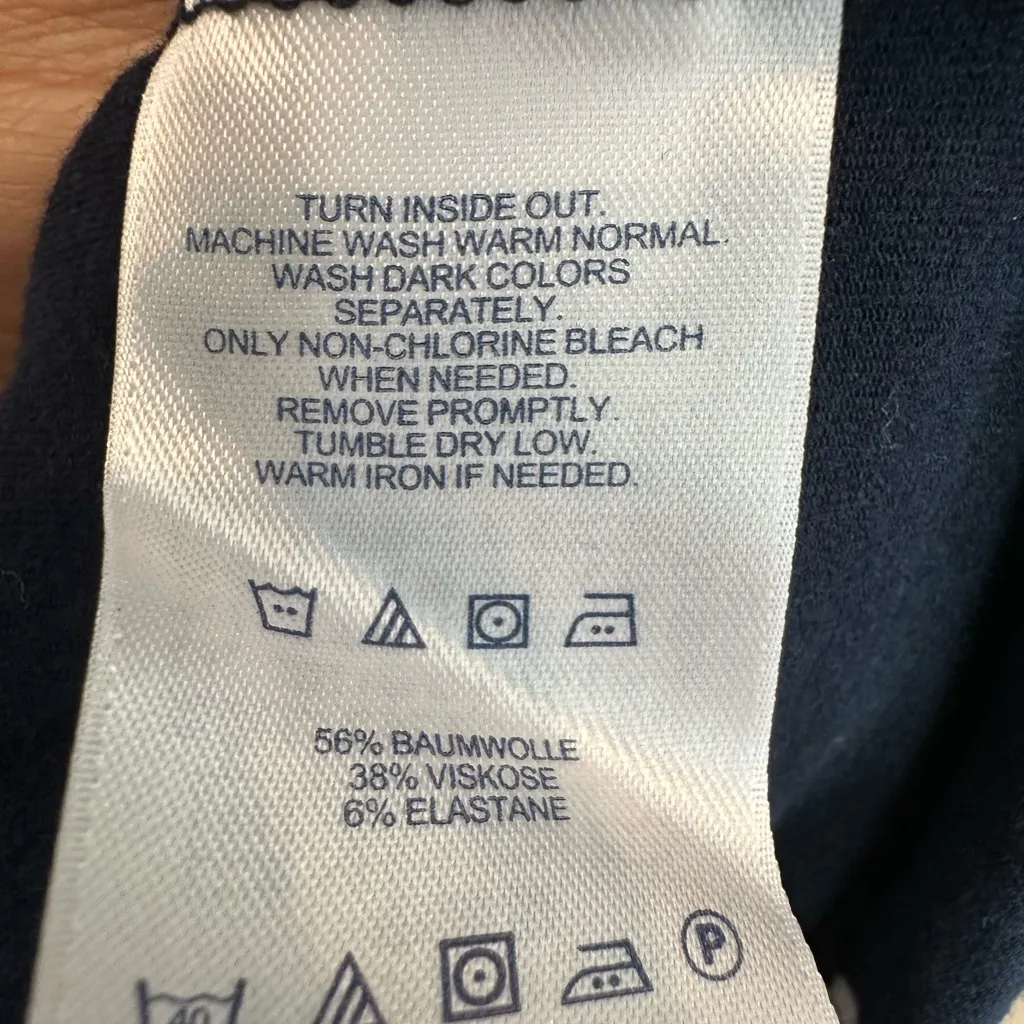 TURN INSIDE OUT.
MACHINE WASH WARM NORMAL.
WASH DARK COLORS
SEPARATELY.
ONLY NON-CHLORINE BLEACH
WHEN NEEDED.
REMOVE PROMPTLY.
TUMBLE DRY LOW.
WARM IRON IF NEEDED.
56% BAUMWOLLE
38% VISKOSE
6% ELASTANE
P
40